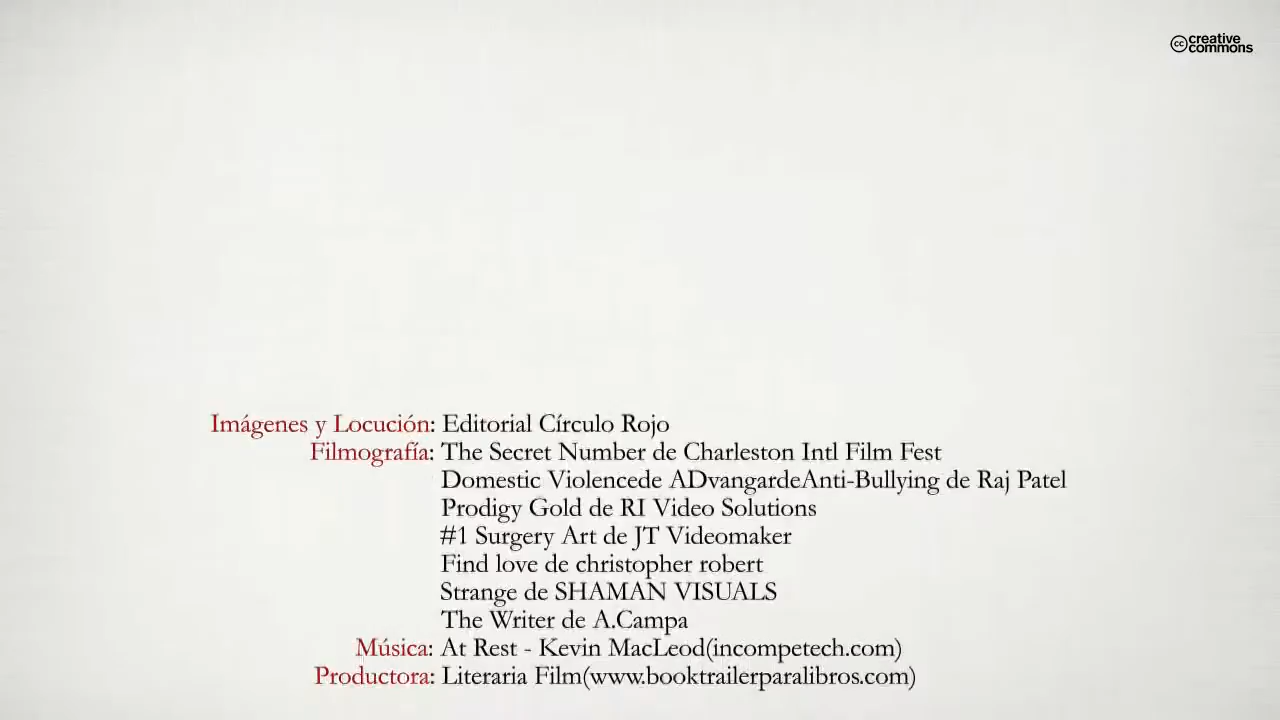 cc creative
commons
Imágenes y Locución: Editorial Círculo Rojo
Filmografía: The Secret Number de Charleston Intl Film Fest
Domestic Violencede ADvangardeAnti-Bullying de Raj Patel
Prodigy Gold de RI Video Solutions
#1 Surgery Art de JT Videomaker
Find love de christopher robert
Strange de SHAMAN VISUALS
The Writer de A.Campa
Música: At Rest - Kevin MacLeod(incompetech.com)
Productora: Literaria Film(www.booktrailerparalibros.com)